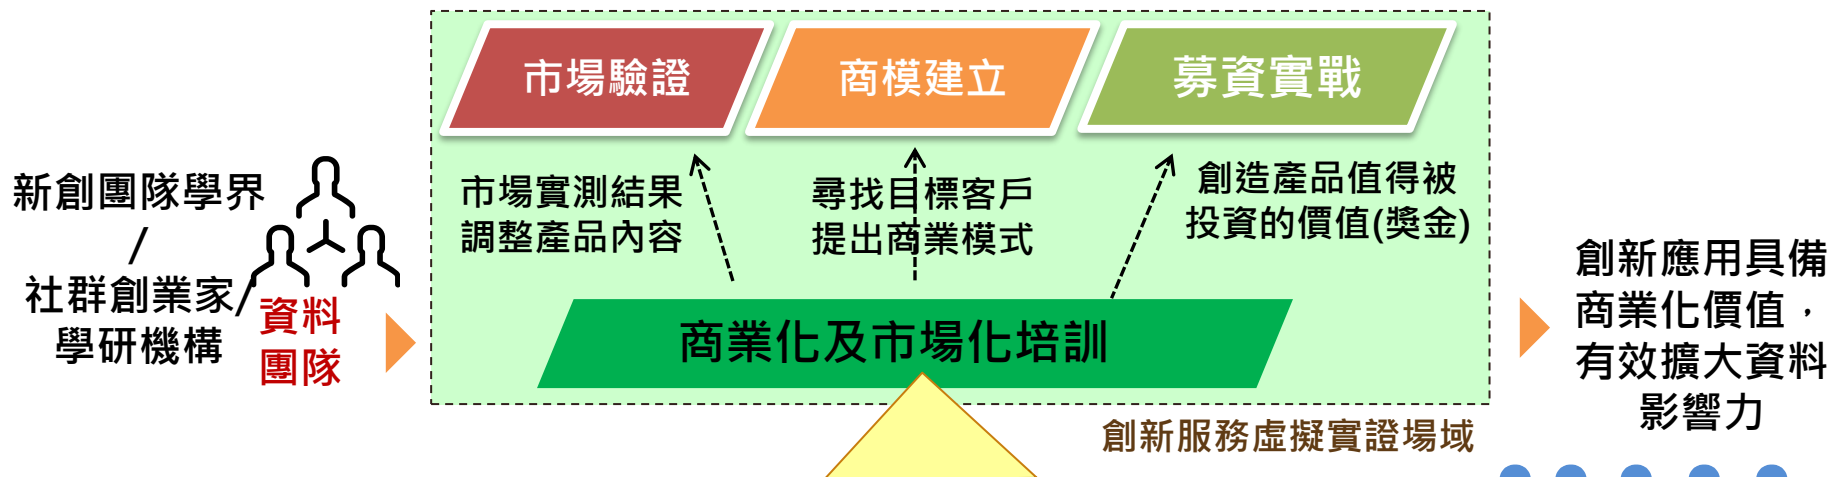 市場驗證
商模建立
募資實戰
新創團隊學界
/
社群創業家/
學研機構
資料
團隊
市場實測結果
調整產品內容
尋找目標客戶
提出商業模式
創造產品值得被
投資的價值(獎金)
商業化及市場化培訓
創新服務虛擬實證場域
創新應用具備
商業化價值，
有效擴大資料
影響力